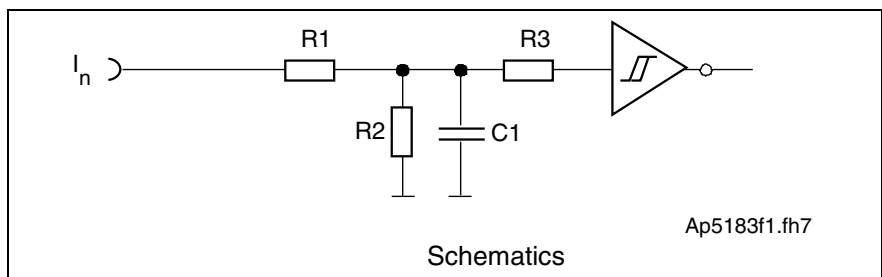 R1
R3
In
R2
C1
Ap5183f1.fh7
Schematics